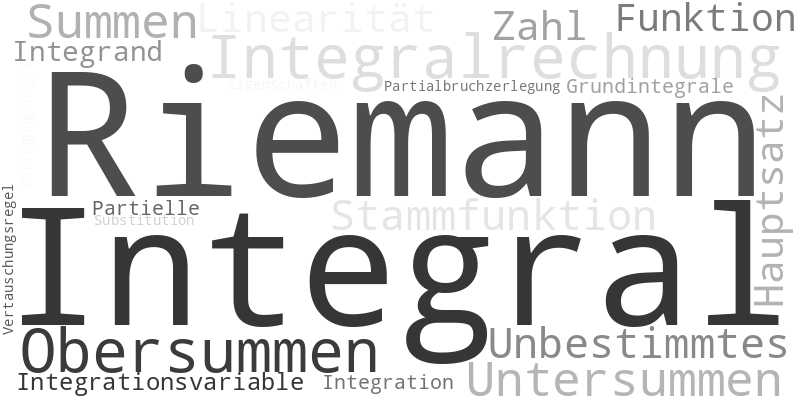 Summen
Linearität
Zahl
Funktion
Integrand
Integralrechnung
Eigenschaften
Partialbruchzerlegung
Grundintegrale
Riemann
Hauptsatz
Vertauschungsregel
Partielle
Substitution
Stammfunktion
Integral
Obersummen
Unbestimmtes
Integrationsvariable
Integration
Untersummen